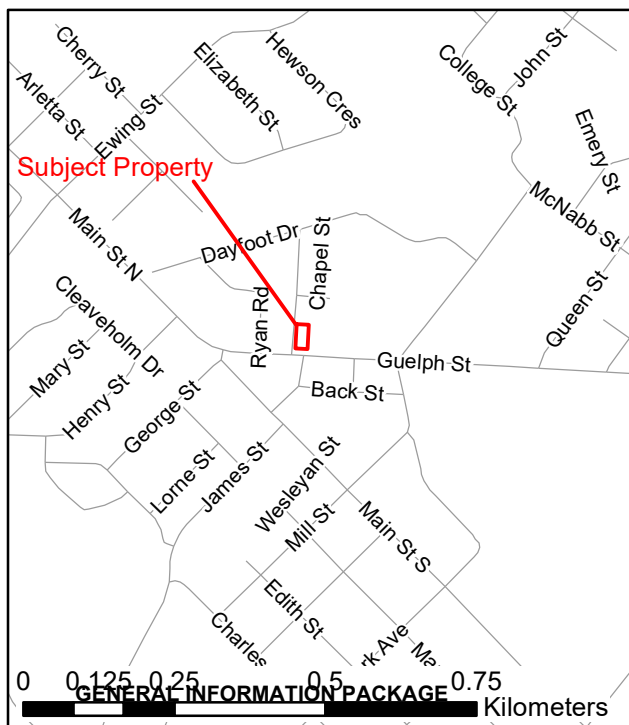 Cherry St
Elizabeth St
Hewson Cres
College St
John St
Arletta St
Ewing St
Emery St
Subject Property
McNabb St
Main St N
Dayfoot Dr
Chapel St
Queen St
Ryan Rd
Cleaveholm Dr
Mary St
Guelph St
Henry St
George St
Back St
Lorne St
James St
Wesleyan St
Mill St
Main St S
Edith St
Charles
rk Ave
Ma
0 0.125 0.25 0.5 0.75
GENERAL INFORMATION PACKAGE
Kilometers